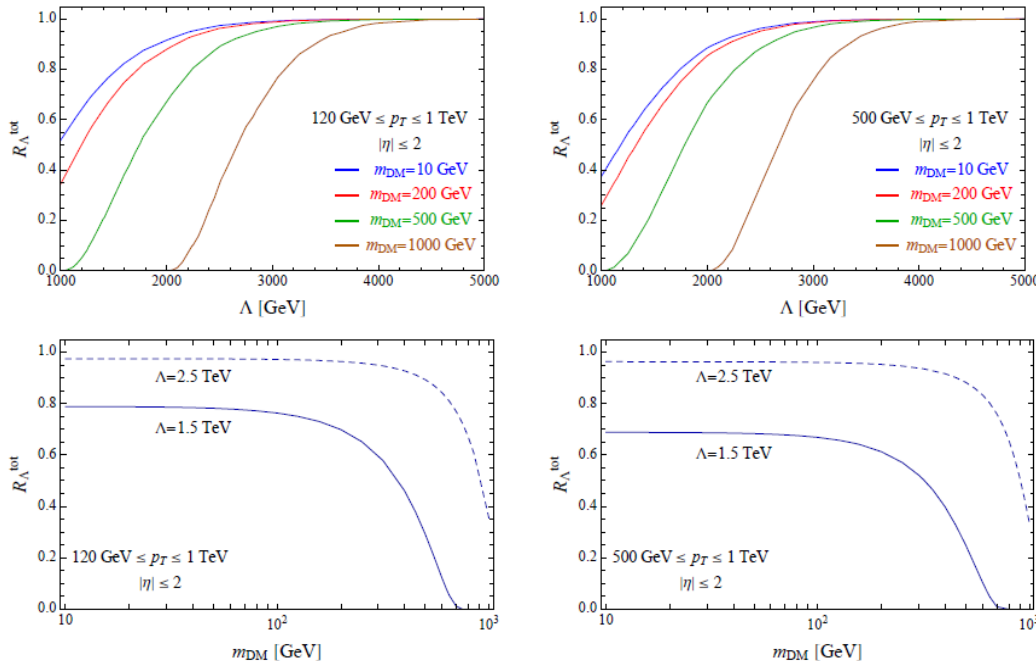 1.0
0.8
0.6
0.4
0.2
0.0
R_Λ^tot
120 GeV ≤ p_T ≤ 1 TeV
|η| ≤ 2
m_DM=10 GeV
m_DM=200 GeV
m_DM=500 GeV
m_DM=1000 GeV
1000 2000 3000 4000 5000
Λ [GeV]
1.0
0.8
0.6
0.4
0.2
0.0
R_Λ^tot
500 GeV ≤ p_T ≤ 1 TeV
|η| ≤ 2
m_DM=10 GeV
m_DM=200 GeV
m_DM=500 GeV
m_DM=1000 GeV
1000 2000 3000 4000 5000
Λ [GeV]
1.0
0.8
0.6
0.4
0.2
0.0
R_Λ^tot
Λ=2.5 TeV
Λ=1.5 TeV
120 GeV ≤ p_T ≤ 1 TeV
|η| ≤ 2
10 10^2 10^3
m_DM [GeV]
1.0
0.8
0.6
0.4
0.2
0.0
R_Λ^tot
Λ=2.5 TeV
Λ=1.5 TeV
500 GeV ≤ p_T ≤ 1 TeV
|η| ≤ 2
10 10^2 10^3
m_DM [GeV]